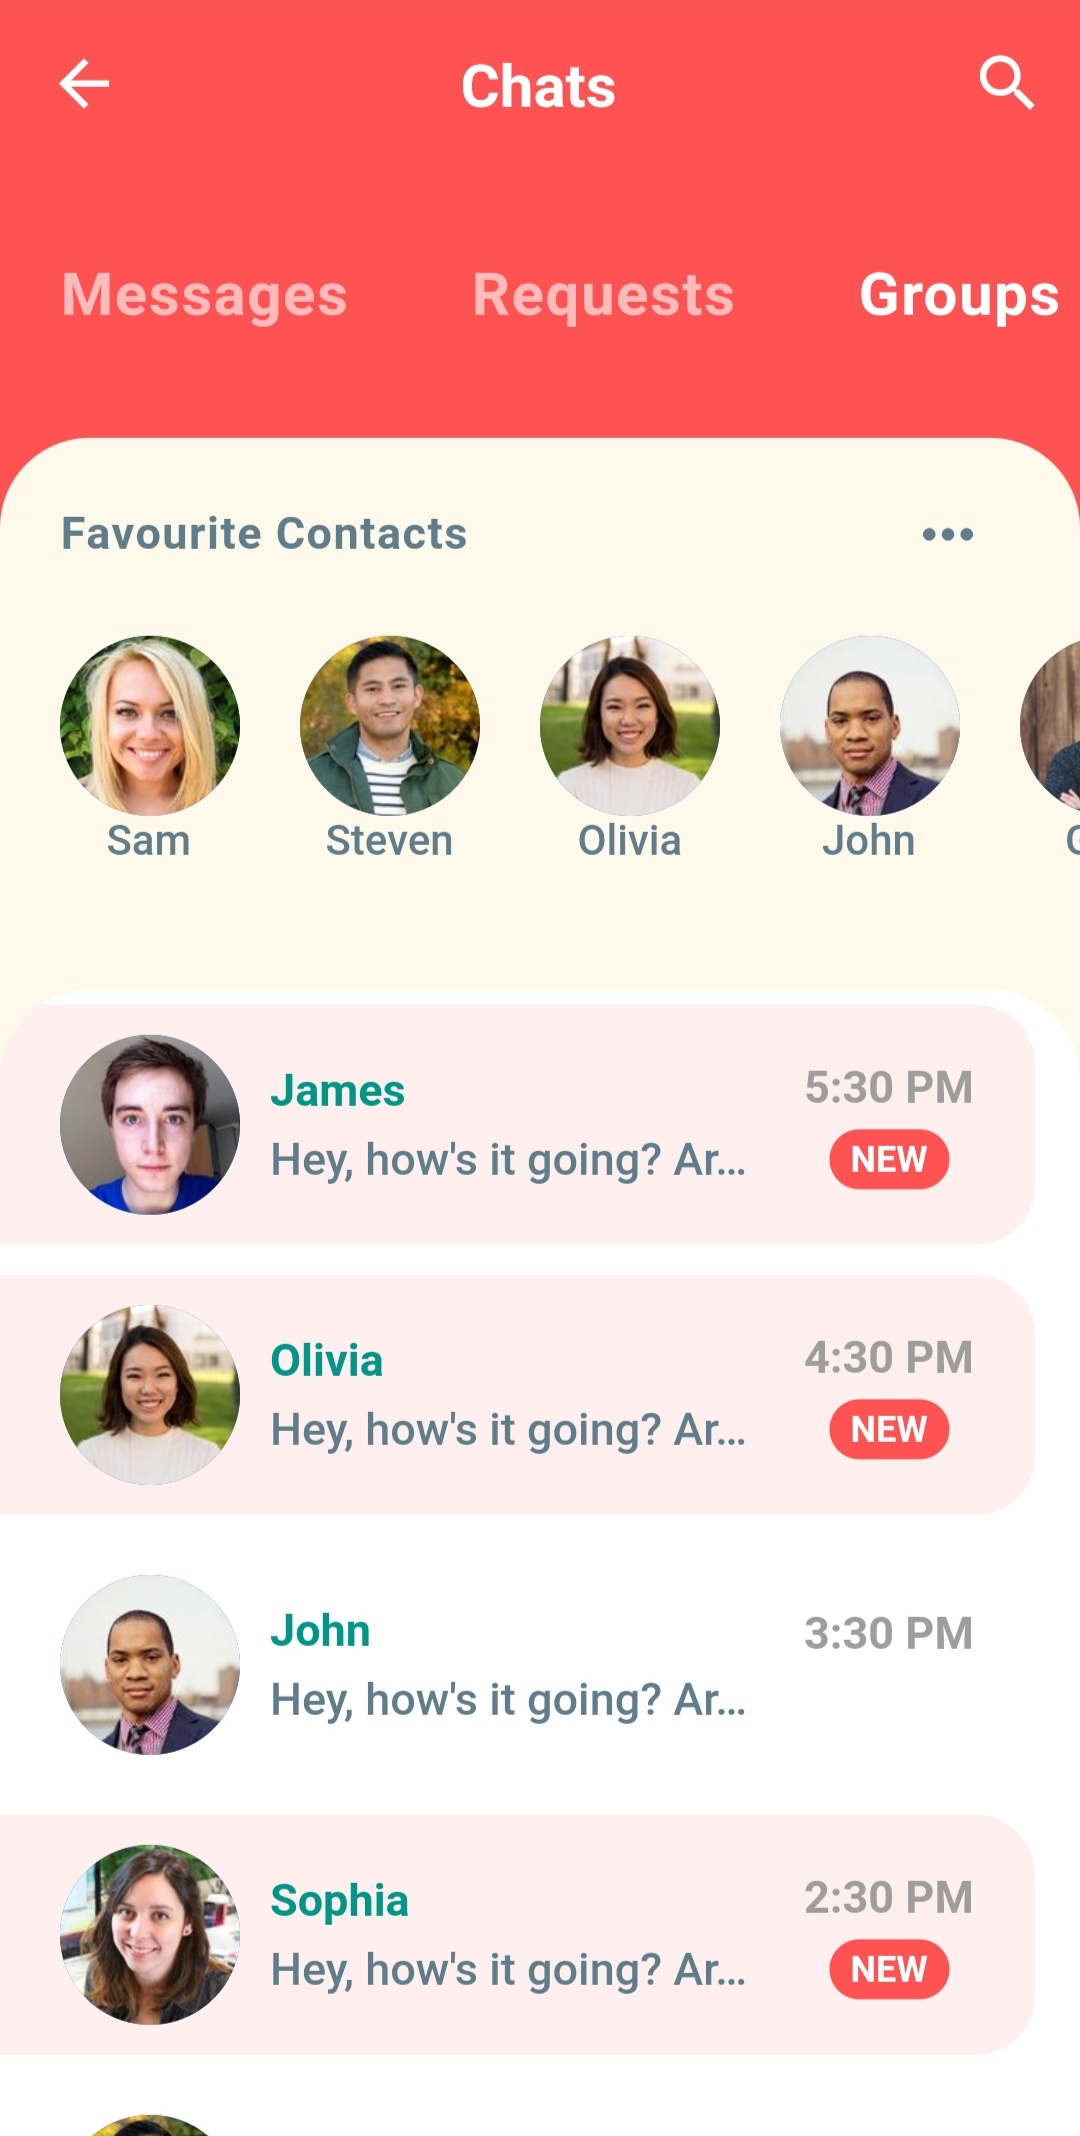 Chats
Messages Requests Groups
Favourite Contacts
Sam Steven Olivia John
James 5:30 PM
Hey, how's it going? Ar... NEW
Olivia 4:30 PM
Hey, how's it going? Ar... NEW
John 3:30 PM
Hey, how's it going? Ar...
Sophia 2:30 PM
Hey, how's it going? Ar... NEW